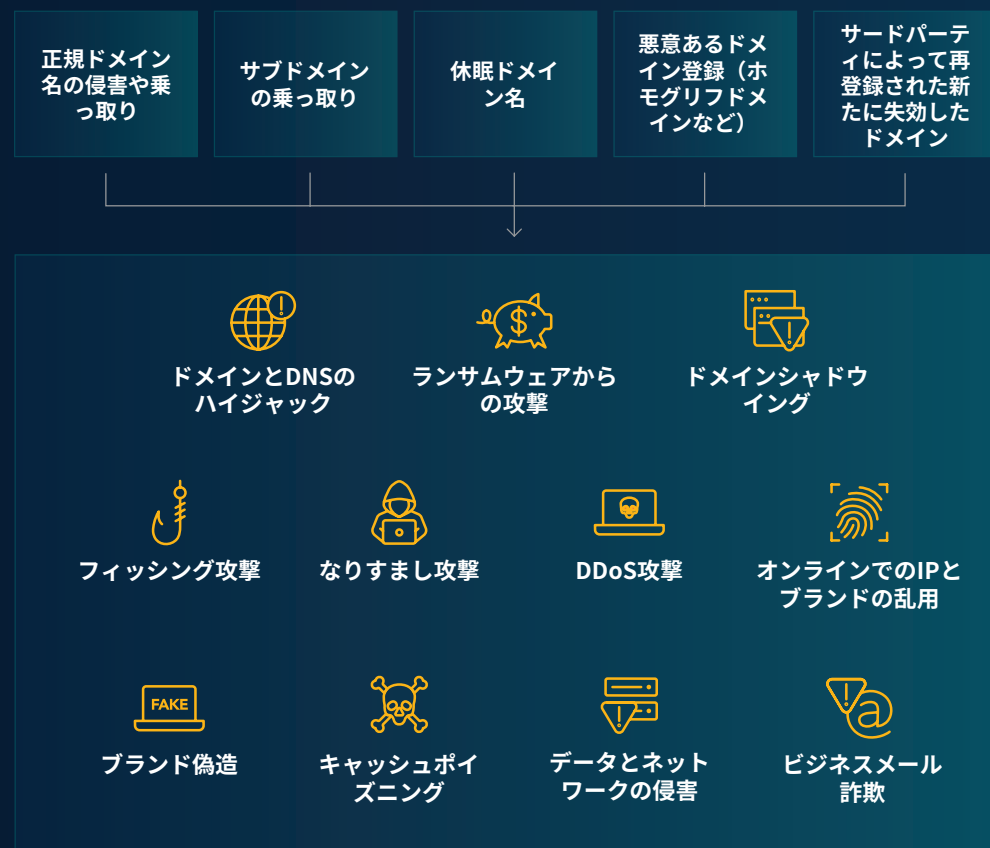 正規ドメイン
名の侵害や乗
っ取り
サブドメイン
の乗っ取り
休眠ドメイ
ン名
悪意あるドメ
イン登録（ホ
モグリフドメ
インなど）
サードパーテ
ィによって再
登録された新
たに失効した
ドメイン
ドメインとDNSの
ハイジャック
ランサムウェアから
の攻撃
ドメインシャドウ
イング
フィッシング攻撃
なりすまし攻撃
DDoS攻撃
オンラインでのIPと
ブランドの乱用
FAKE
ブランド偽造
キャッシュポイ
ズニング
データとネット
ワークの侵害
ビジネスメール
詐欺